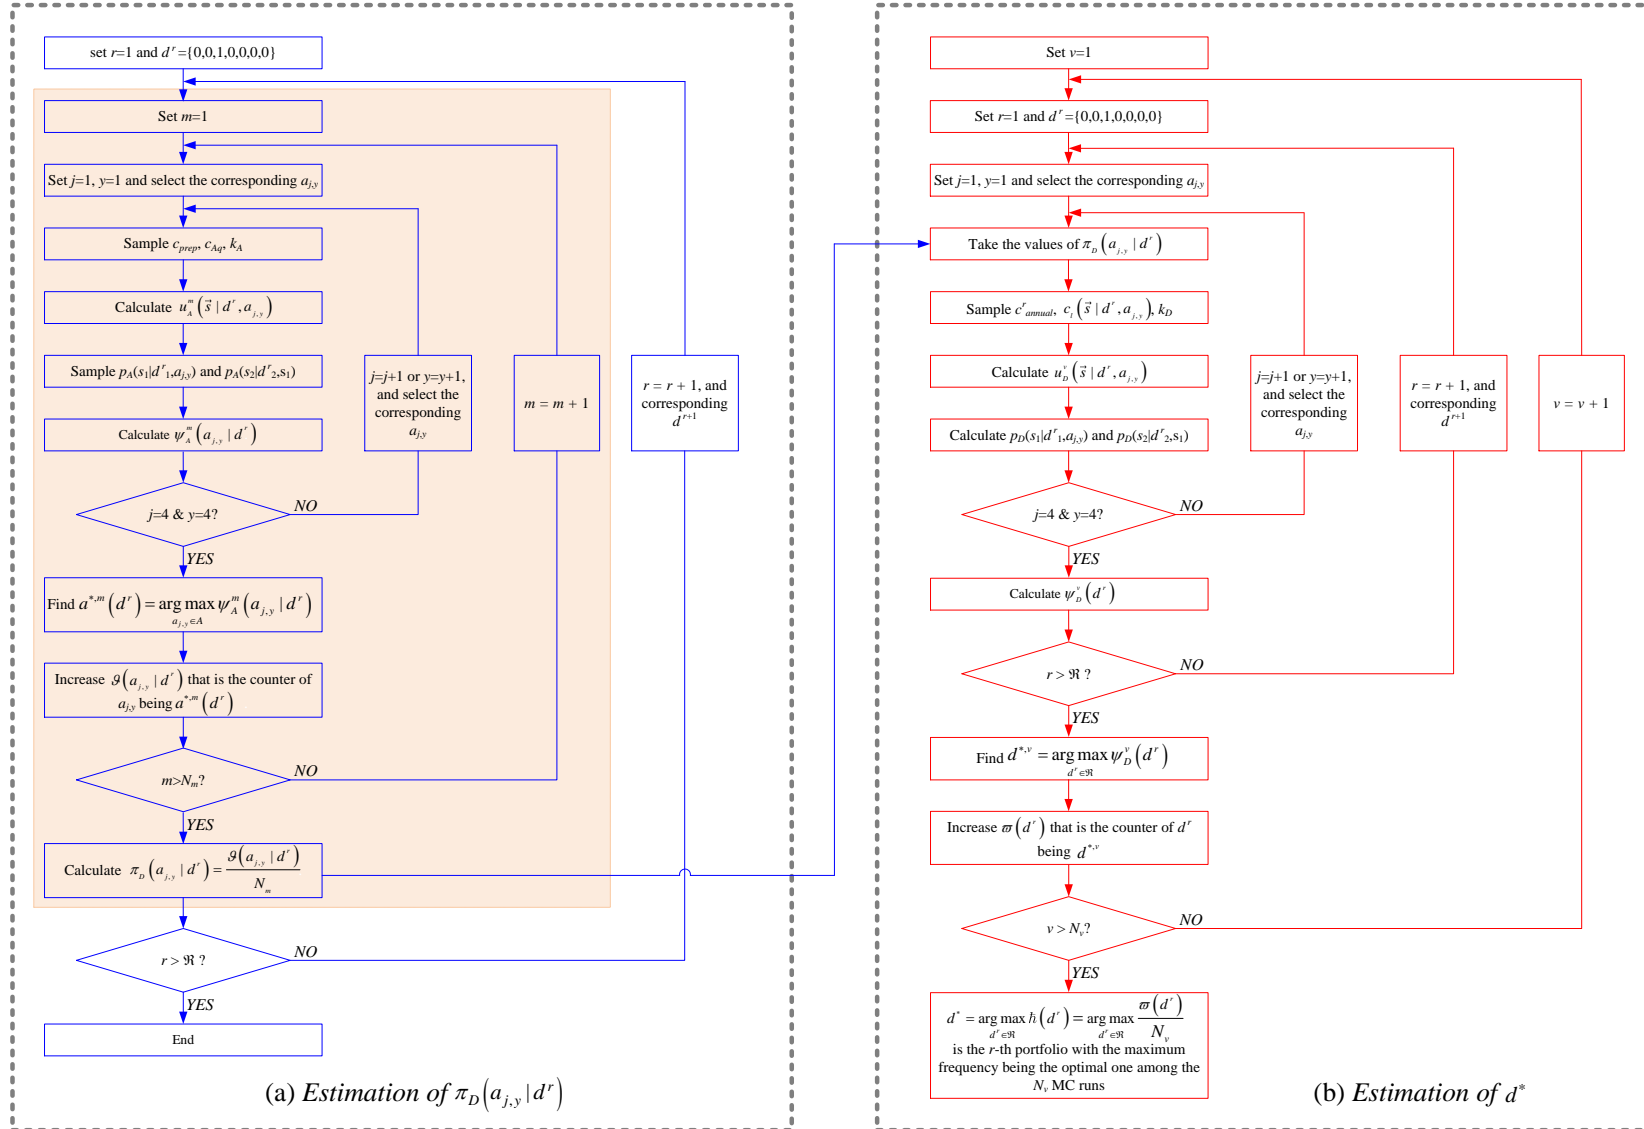 set r=1 and d^r={0,0,1,0,0,0,0}
Set m=1
Set j=1, y=1 and select the corresponding a_{j,y}
Sample c_{prep}, c_{Aq}, k_A
Calculate u_A^m(s⃗ | d^r, a_{j,y})
Sample p_A(s_1|d^r_1,a_{j,y}) and p_A(s_2|d^r_2,s_1)
Calculate ψ_A^m(a_{j,y} | d^r)
j=4 & y=4?
NO
YES
j=j+1 or y=y+1,
and select the
corresponding
a_{j,y}
m = m + 1
r = r + 1, and
corresponding
d^{r+1}
Find a^{*,m}(d^r) = arg max ψ_A^m(a_{j,y} | d^r)
a_{j,y}∈A
Increase ϑ(a_{j,y} | d^r) that is the counter of
a_{j,y} being a^{*,m}(d^r)
m>N_m?
NO
YES
Calculate π_D(a_{j,y} | d^r) = ϑ(a_{j,y} | d^r)
N_m
r > ℜ ?
NO
YES
End
(a) Estimation of π_D(a_{j,y} | d^r)
Set v=1
Set r=1 and d^r={0,0,1,0,0,0,0}
Set j=1, y=1 and select the corresponding a_{j,y}
Take the values of π_D(a_{j,y} | d^r)
Sample c^r_{annual}, c_t(s⃗ | d^r, a_{j,y}), k_D
Calculate u_D^v(s⃗ | d^r, a_{j,y})
Calculate p_D(s_1|d^r_1,a_{j,y}) and p_D(s_2|d^r_2,s_1)
j=4 & y=4?
NO
YES
j=j+1 or y=y+1,
and select the
corresponding
a_{j,y}
r = r + 1, and
corresponding
d^{r+1}
v = v + 1
Calculate ψ_D^v(d^r)
r > ℜ ?
NO
YES
Find d^{*,v} = arg max ψ_D^v(d^r)
d^r∈ℜ
Increase ϖ(d^r) that is the counter of d^r
being d^{*,v}
v > N_v?
NO
YES
d^* = arg max ℏ(d^r) = arg max ϖ(d^r)
d^r∈ℜ d^r∈ℜ N_v
is the r-th portfolio with the maximum
frequency being the optimal one among the
N_v MC runs
(b) Estimation of d^*